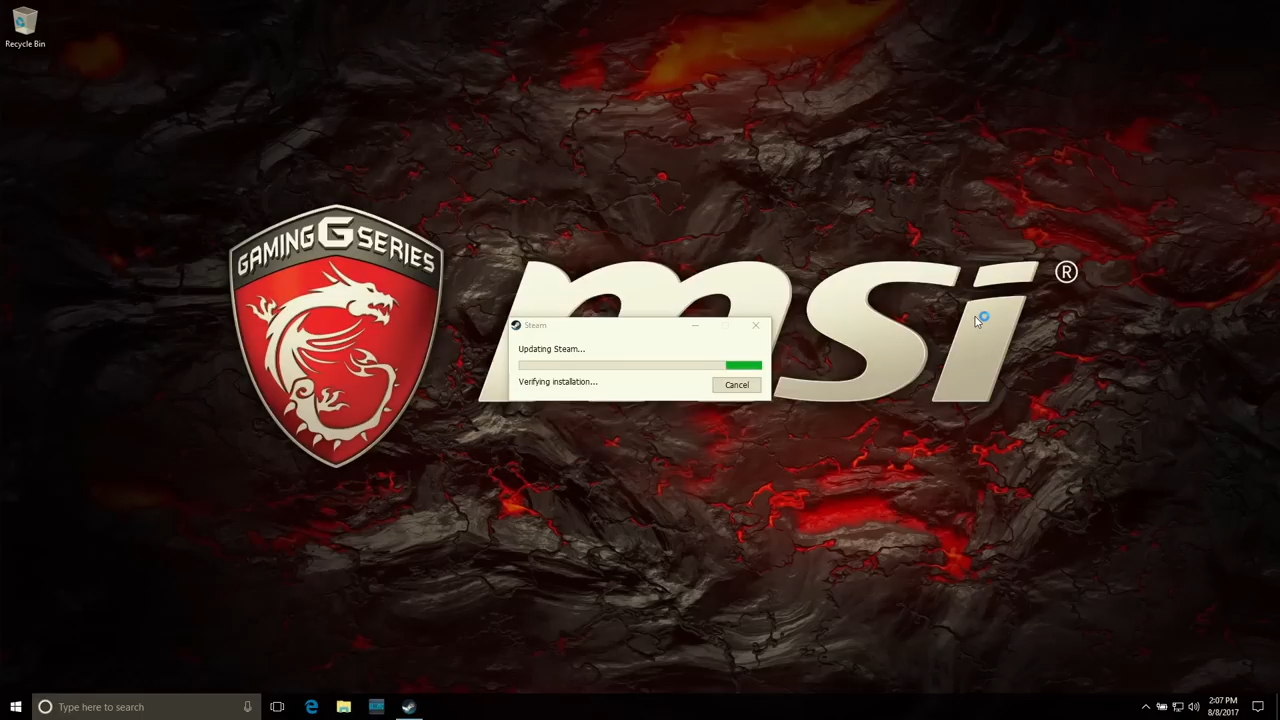 Recycle Bin
GAMING G SERIES
msi ®
Steam
Updating Steam...
Verifying installation...
Cancel
Type here to search
2:07 PM
8/8/2017